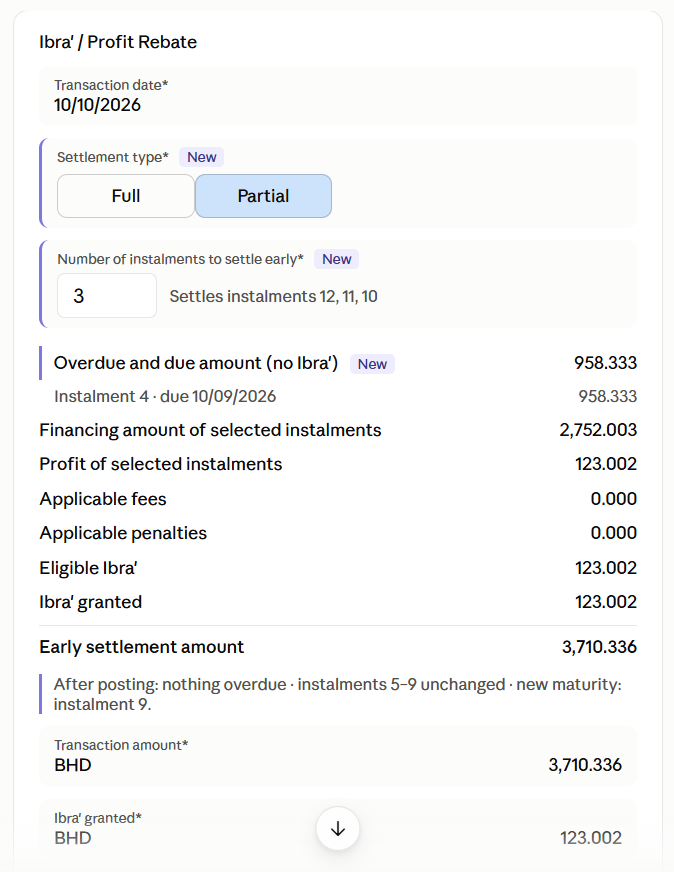 Ibra' / Profit Rebate
Transaction date*
10/10/2026
Settlement type* New
Full Partial
Number of instalments to settle early* New
3 Settles instalments 12, 11, 10
Overdue and due amount (no Ibra') New 958.333
Instalment 4 · due 10/09/2026 958.333
Financing amount of selected instalments 2,752.003
Profit of selected instalments 123.002
Applicable fees 0.000
Applicable penalties 0.000
Eligible Ibra' 123.002
Ibra' granted 123.002
Early settlement amount 3,710.336
After posting: nothing overdue · instalments 5–9 unchanged · new maturity:
instalment 9.
Transaction amount*
BHD 3,710.336
Ibra' granted*
BHD 123.002